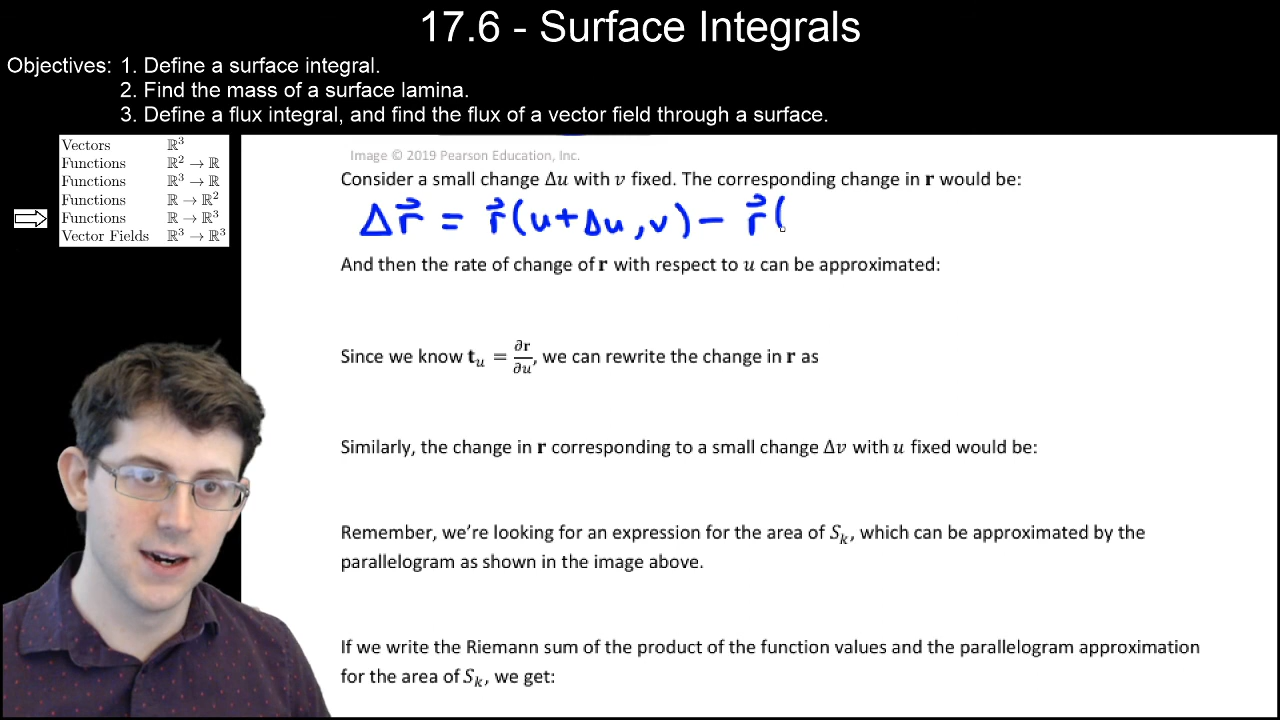 17.6 - Surface Integrals
Objectives: 1. Define a surface integral.
2. Find the mass of a surface lamina.
3. Define a flux integral, and find the flux of a vector field through a surface.
Vectors ℝ³
Functions ℝ² → ℝ
Functions ℝ³ → ℝ
Functions ℝ → ℝ²
Functions ℝ → ℝ³
Vector Fields ℝ³ → ℝ³
Image © 2019 Pearson Education, Inc.
Consider a small change Δu with v fixed. The corresponding change in r would be:
Δr⃗ = r⃗(u+Δu,v) − r⃗(
And then the rate of change of r with respect to u can be approximated:
Since we know t_u = ∂r/∂u, we can rewrite the change in r as
Similarly, the change in r corresponding to a small change Δv with u fixed would be:
Remember, we're looking for an expression for the area of S_k, which can be approximated by the
parallelogram as shown in the image above.
If we write the Riemann sum of the product of the function values and the parallelogram approximation
for the area of S_k, we get: